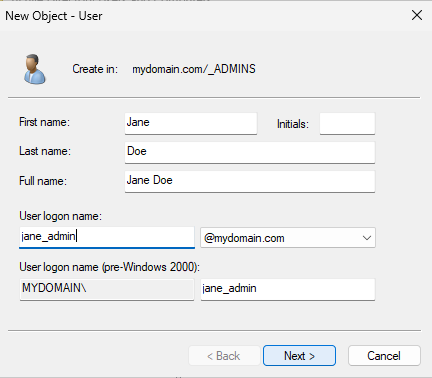 New Object - User
Create in: mydomain.com/_ADMINS
First name: Jane Initials:
Last name: Doe
Full name: Jane Doe
User logon name:
jane_admin @mydomain.com
User logon name (pre-Windows 2000):
MYDOMAIN\ jane_admin
< Back Next > Cancel